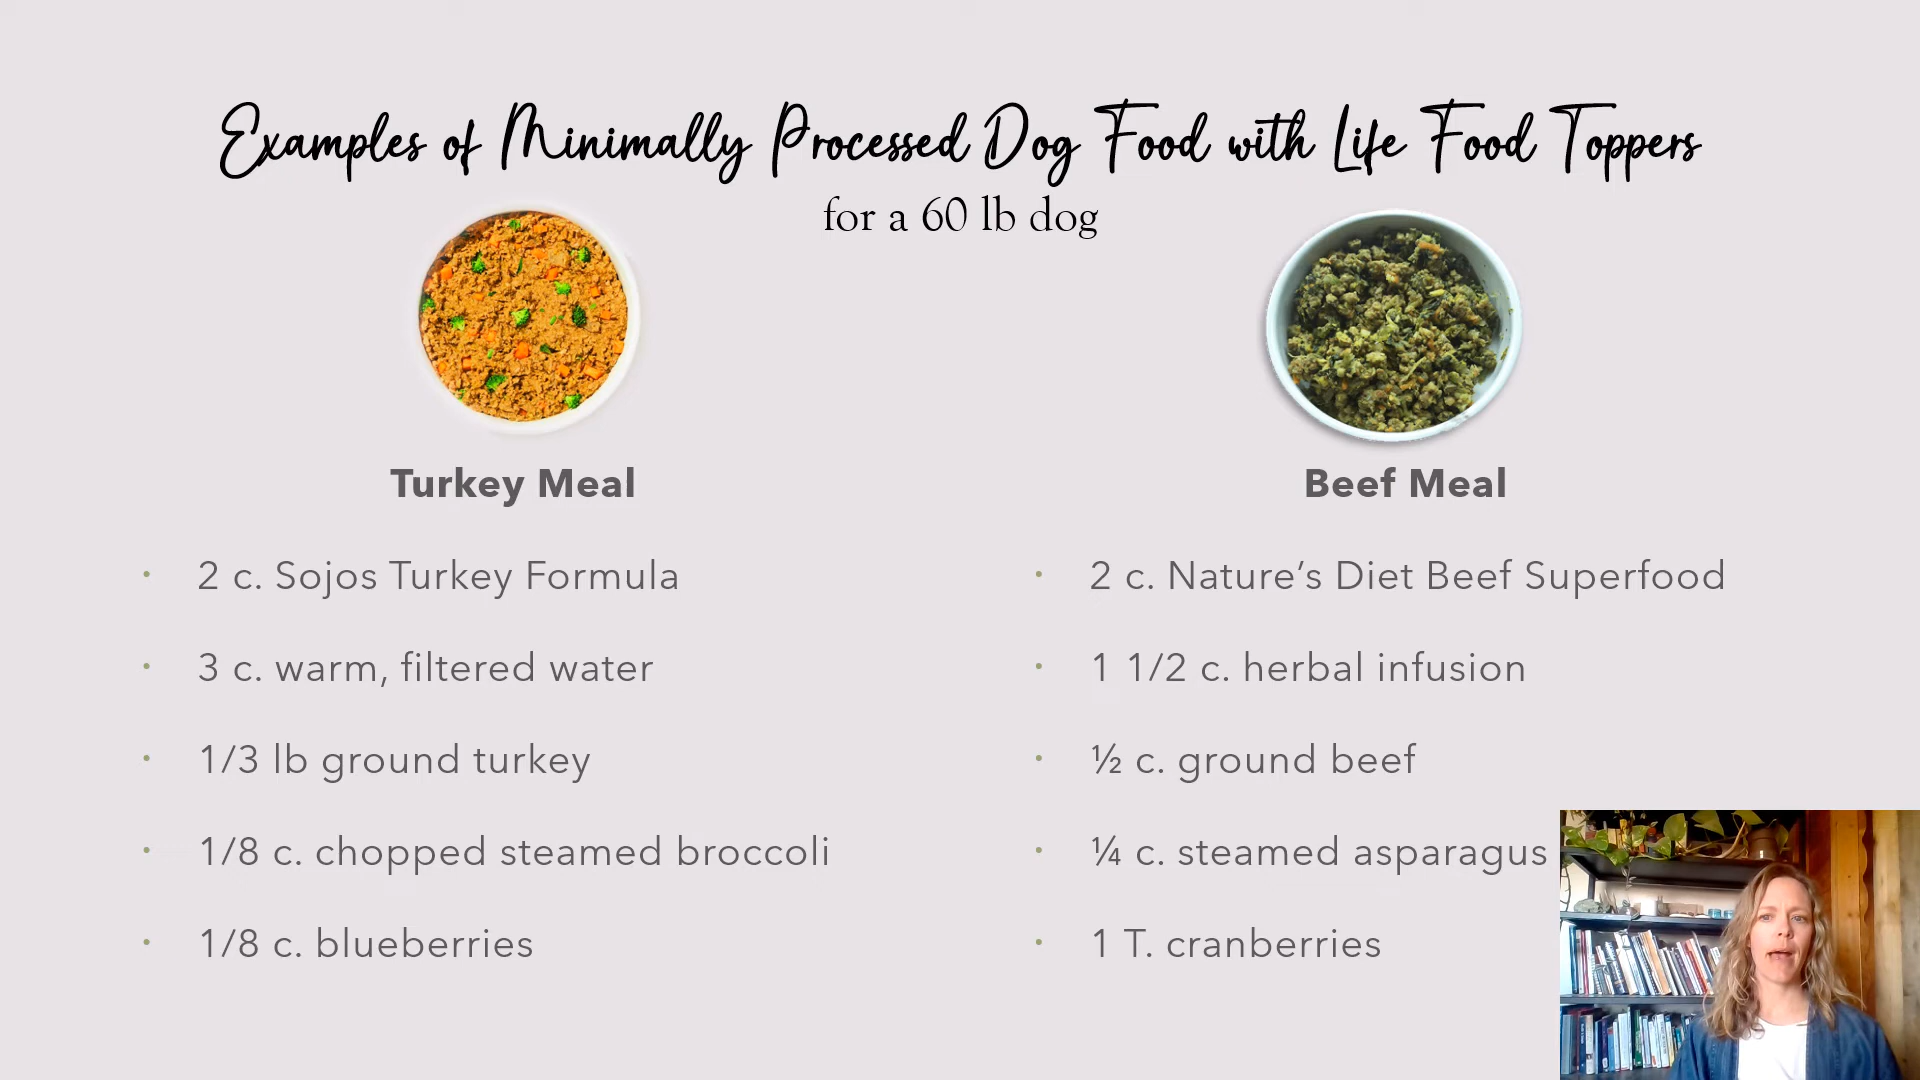 Examples of Minimally Processed Dog Food with Life Food Toppers
for a 60 lb dog
Turkey Meal
• 2 c. Sojos Turkey Formula
• 3 c. warm, filtered water
• 1/3 lb ground turkey
• 1/8 c. chopped steamed broccoli
• 1/8 c. blueberries
Beef Meal
• 2 c. Nature’s Diet Beef Superfood
• 1 1/2 c. herbal infusion
• ½ c. ground beef
• ¼ c. steamed asparagus
• 1 T. cranberries